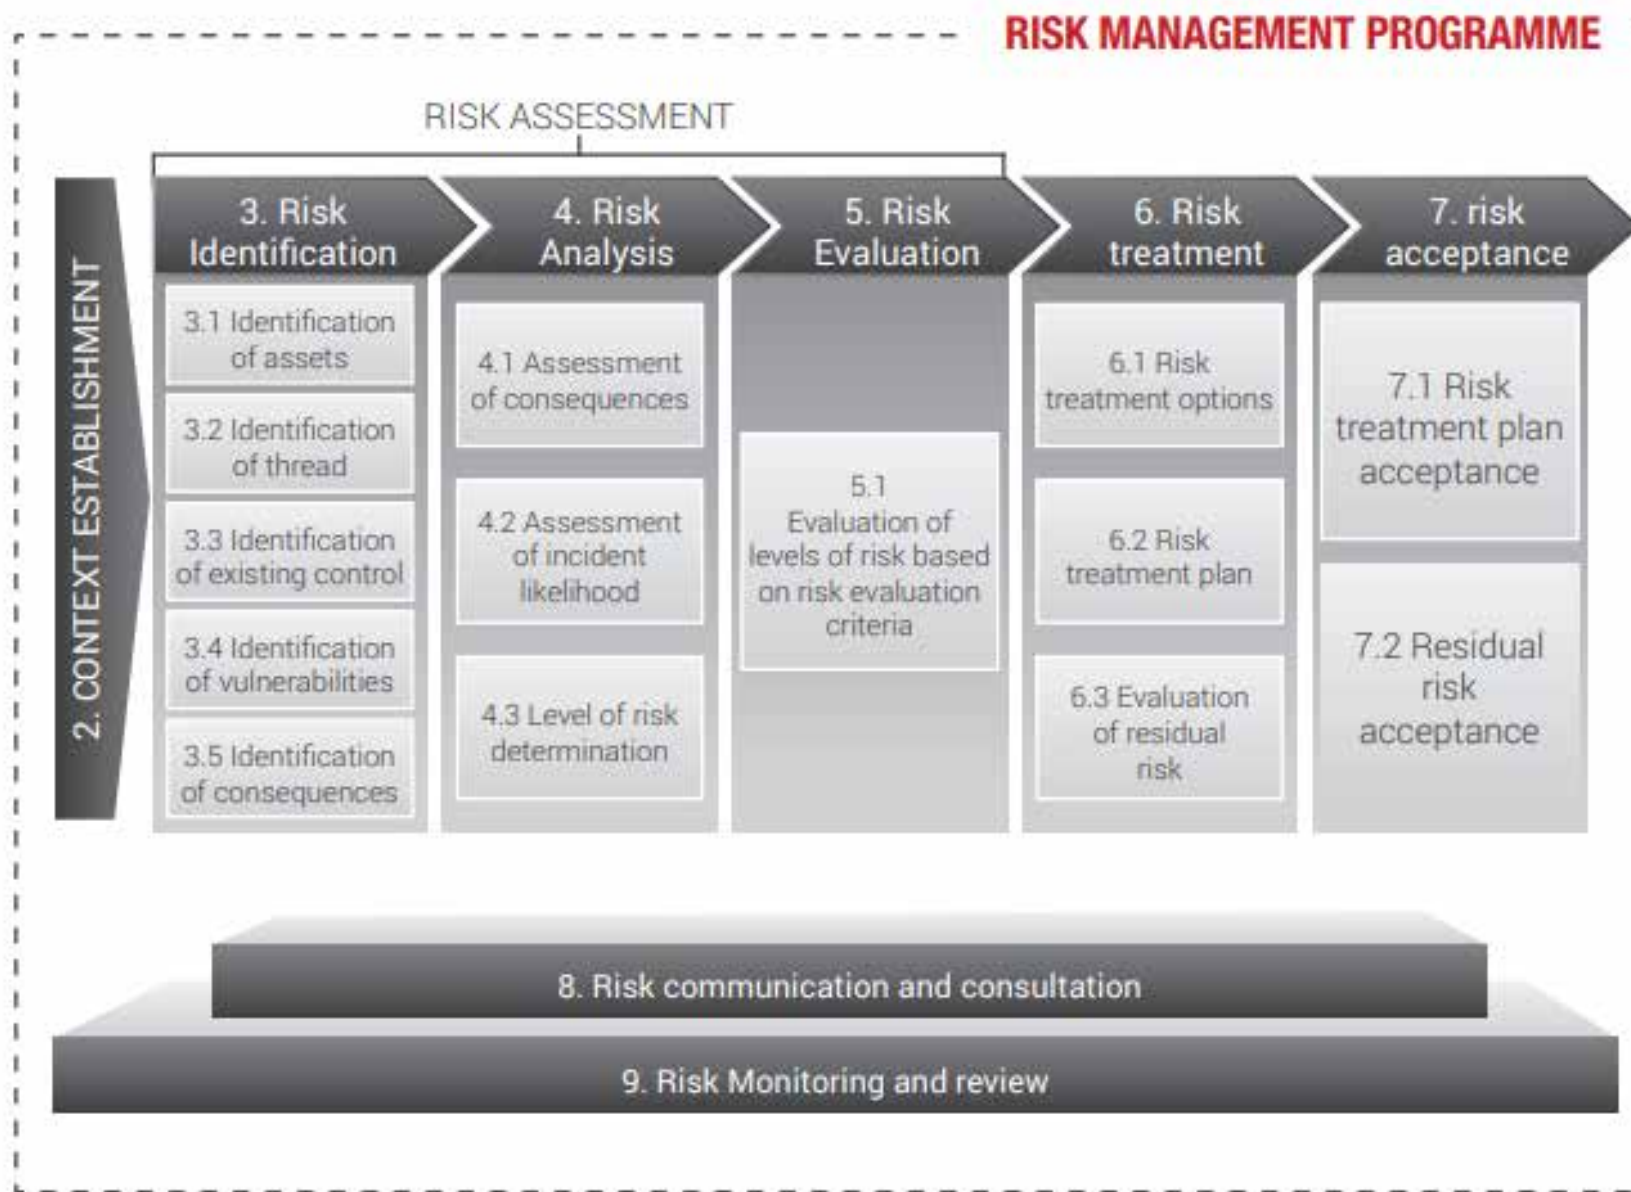 RISK MANAGEMENT PROGRAMME
RISK ASSESSMENT
2. CONTEXT ESTABLISHMENT
3. Risk
Identification
3.1 Identification
of assets
3.2 Identification
of thread
3.3 Identification
of existing control
3.4 Identification
of vulnerabilities
3.5 Identification
of consequences
4. Risk
Analysis
4.1 Assessment
of consequences
4.2 Assessment
of incident
likelihood
4.3 Level of risk
determination
5. Risk
Evaluation
5.1
Evaluation of
levels of risk based
on risk evaluation
criteria
6. Risk
treatment
6.1 Risk
treatment options
6.2 Risk
treatment plan
6.3 Evaluation
of residual
risk
7. risk
acceptance
7.1 Risk
treatment plan
acceptance
7.2 Residual
risk
acceptance
8. Risk communication and consultation
9. Risk Monitoring and review